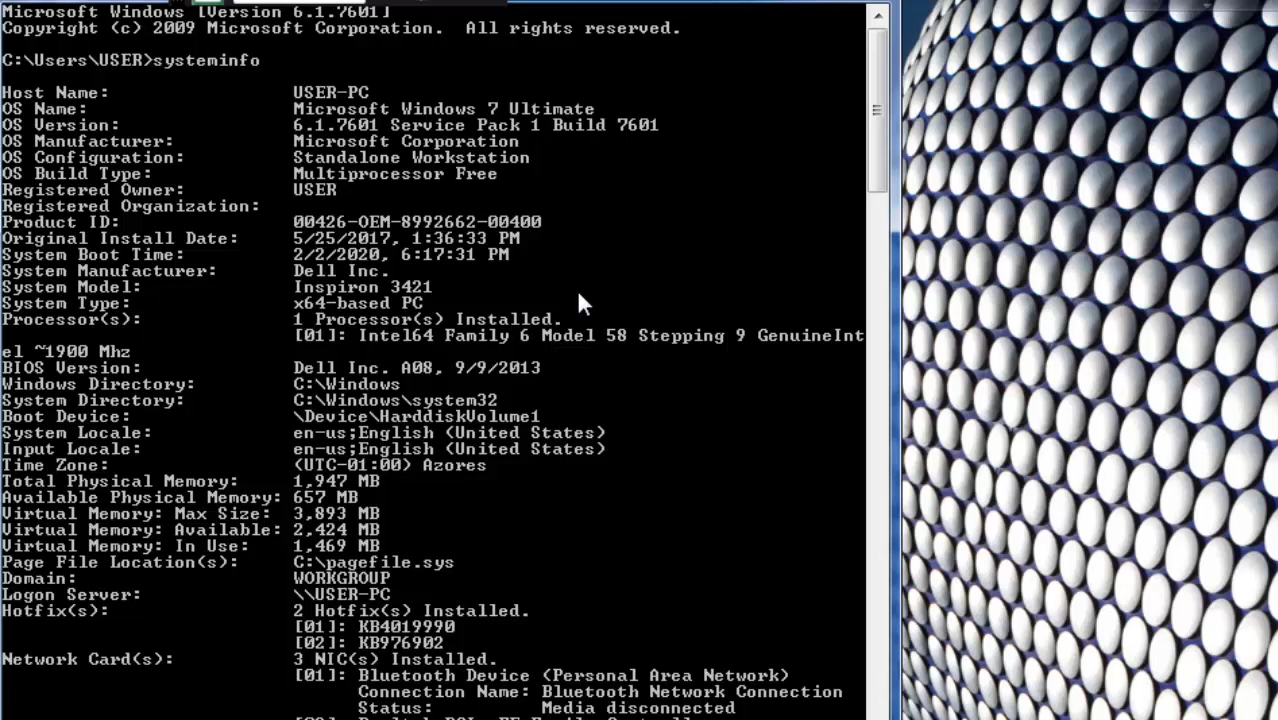 Microsoft Windows [Version 6.1.7601]
Copyright (c) 2009 Microsoft Corporation.  All rights reserved.
C:\Users\USER>systeminfo
Host Name: USER-PC
OS Name: Microsoft Windows 7 Ultimate
OS Version: 6.1.7601 Service Pack 1 Build 7601
OS Manufacturer: Microsoft Corporation
OS Configuration: Standalone Workstation
OS Build Type: Multiprocessor Free
Registered Owner: USER
Registered Organization:
Product ID: 00426-OEM-8992662-00400
Original Install Date: 5/25/2017, 1:36:33 PM
System Boot Time: 2/2/2020, 6:17:31 PM
System Manufacturer: Dell Inc.
System Model: Inspiron 3421
System Type: x64-based PC
Processor(s): 1 Processor(s) Installed.
[01]: Intel64 Family 6 Model 58 Stepping 9 GenuineInt
el ~1900 Mhz
BIOS Version: Dell Inc. A08, 9/9/2013
Windows Directory: C:\Windows
System Directory: C:\Windows\system32
Boot Device: \Device\HarddiskVolume1
System Locale: en-us;English (United States)
Input Locale: en-us;English (United States)
Time Zone: (UTC-01:00) Azores
Total Physical Memory: 1,947 MB
Available Physical Memory: 657 MB
Virtual Memory: Max Size: 3,893 MB
Virtual Memory: Available: 2,424 MB
Virtual Memory: In Use: 1,469 MB
Page File Location(s): C:\pagefile.sys
Domain: WORKGROUP
Logon Server: \\USER-PC
Hotfix(s): 2 Hotfix(s) Installed.
[01]: KB4019990
[02]: KB976902
Network Card(s): 3 NIC(s) Installed.
[01]: Bluetooth Device (Personal Area Network)
Connection Name: Bluetooth Network Connection
Status: Media disconnected